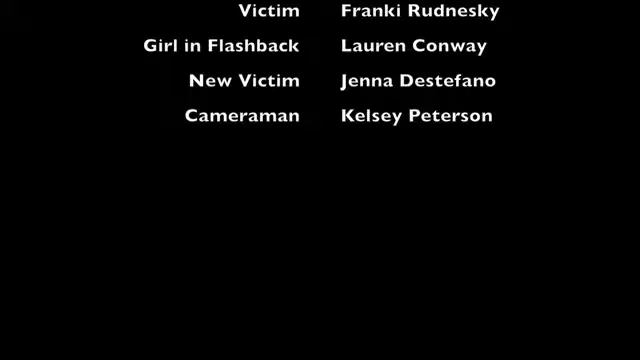 Victim Franki Rudnesky
Girl in Flashback Lauren Conway
New Victim Jenna Destefano
Cameraman Kelsey Peterson